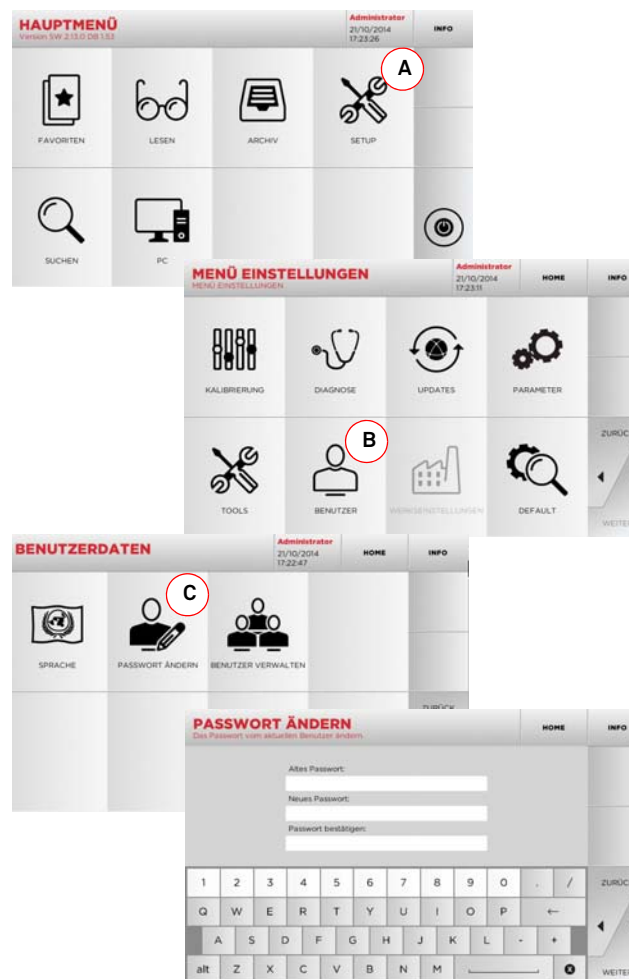 HAUPTMENÜ
Version SW 2.13.0 DB 1.53
Administrator
21/10/2014
17:23:26
INFO
A
FAVORITEN
LESEN
ARCHIV
SETUP
SUCHEN
PC
MENÜ EINSTELLUNGEN
MENÜ EINSTELLUNGEN
Administrator
21/10/2014
17:23:11
HOME
INFO
KALIBRIERUNG
DIAGNOSE
UPDATES
PARAMETER
B
ZURÜCK
TOOLS
BENUTZER
WERKSEINSTELLUNGEN
DEFAULT
WEITER
BENUTZERDATEN
Administrator
21/10/2014
17:22:47
HOME
INFO
C
SPRACHE
PASSWORT ÄNDERN
BENUTZER VERWALTEN
ZURÜCK
PASSWORT ÄNDERN
Das Passwort vom aktuellen Benutzer ändern.
HOME
INFO
Altes Passwort:
Neues Passwort:
Passwort bestätigen:
1 2 3 4 5 6 7 8 9 0 . /
ZURÜCK
Q W E R T Y U I O P ←
A S D F G H J K L - +
alt Z X C V B N M
WEITER